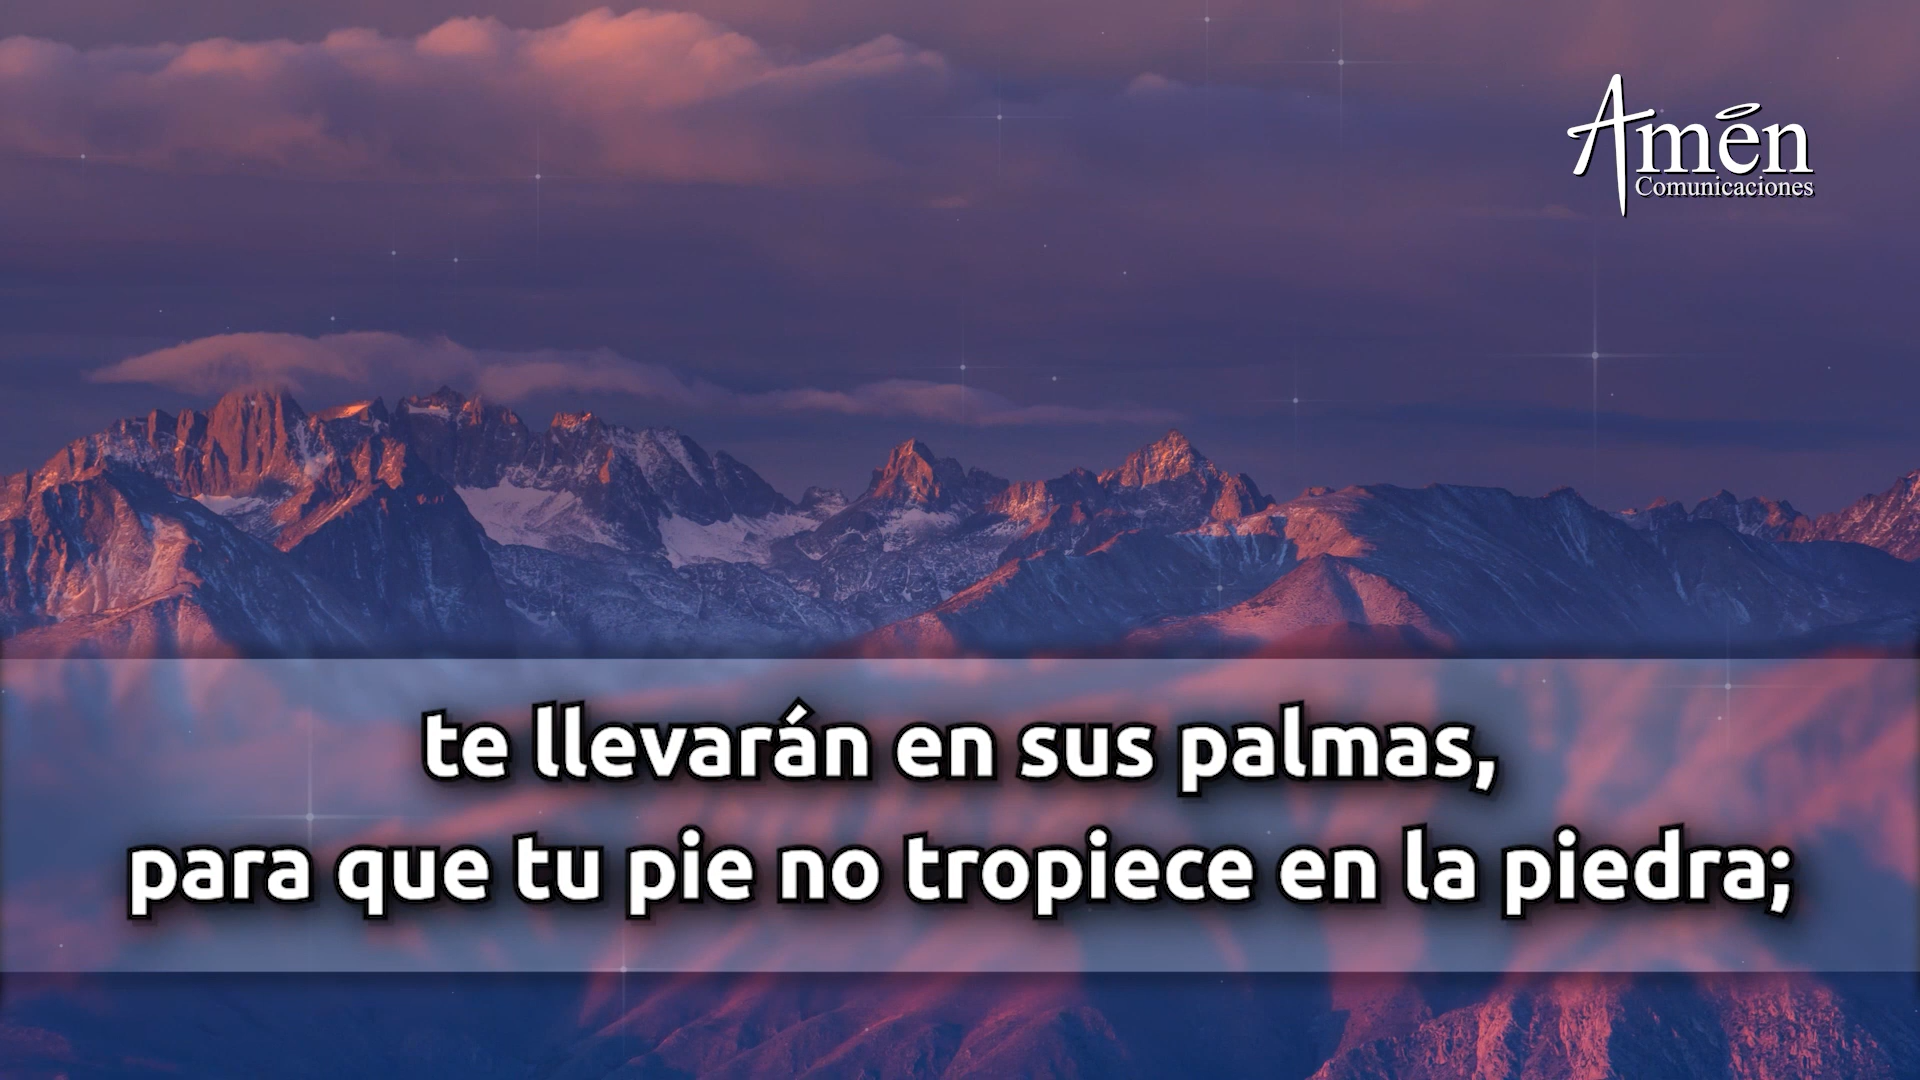 Amén
Comunicaciones
te llevarán en sus palmas,
para que tu pie no tropiece en la piedra;